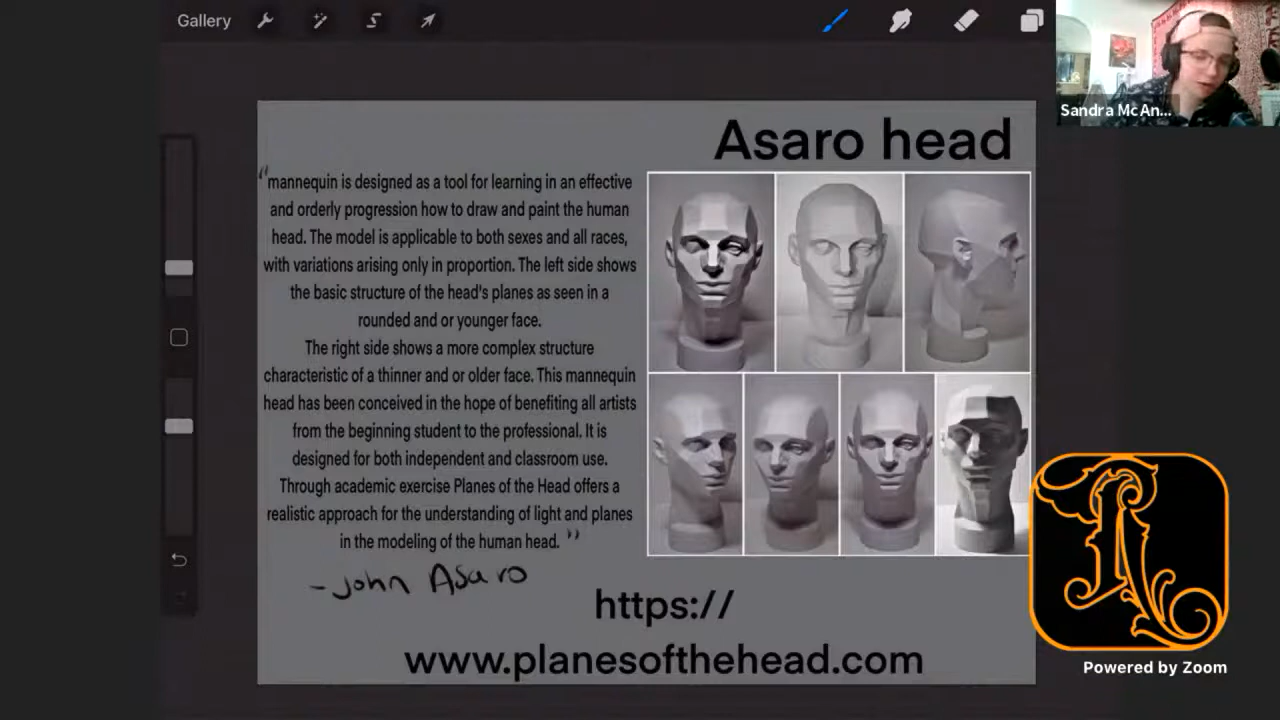 Gallery
Sandra McAn...
Asaro head
“mannequin is designed as a tool for learning in an effective
and orderly progression how to draw and paint the human
head. The model is applicable to both sexes and all races,
with variations arising only in proportion. The left side shows
the basic structure of the head's planes as seen in a
rounded and or younger face.
The right side shows a more complex structure
characteristic of a thinner and or older face. This mannequin
head has been conceived in the hope of benefiting all artists
from the beginning student to the professional. It is
designed for both independent and classroom use.
Through academic exercise Planes of the Head offers a
realistic approach for the understanding of light and planes
in the modeling of the human head. ”
-John Asaro
https://
www.planesofthehead.com
Powered by Zoom